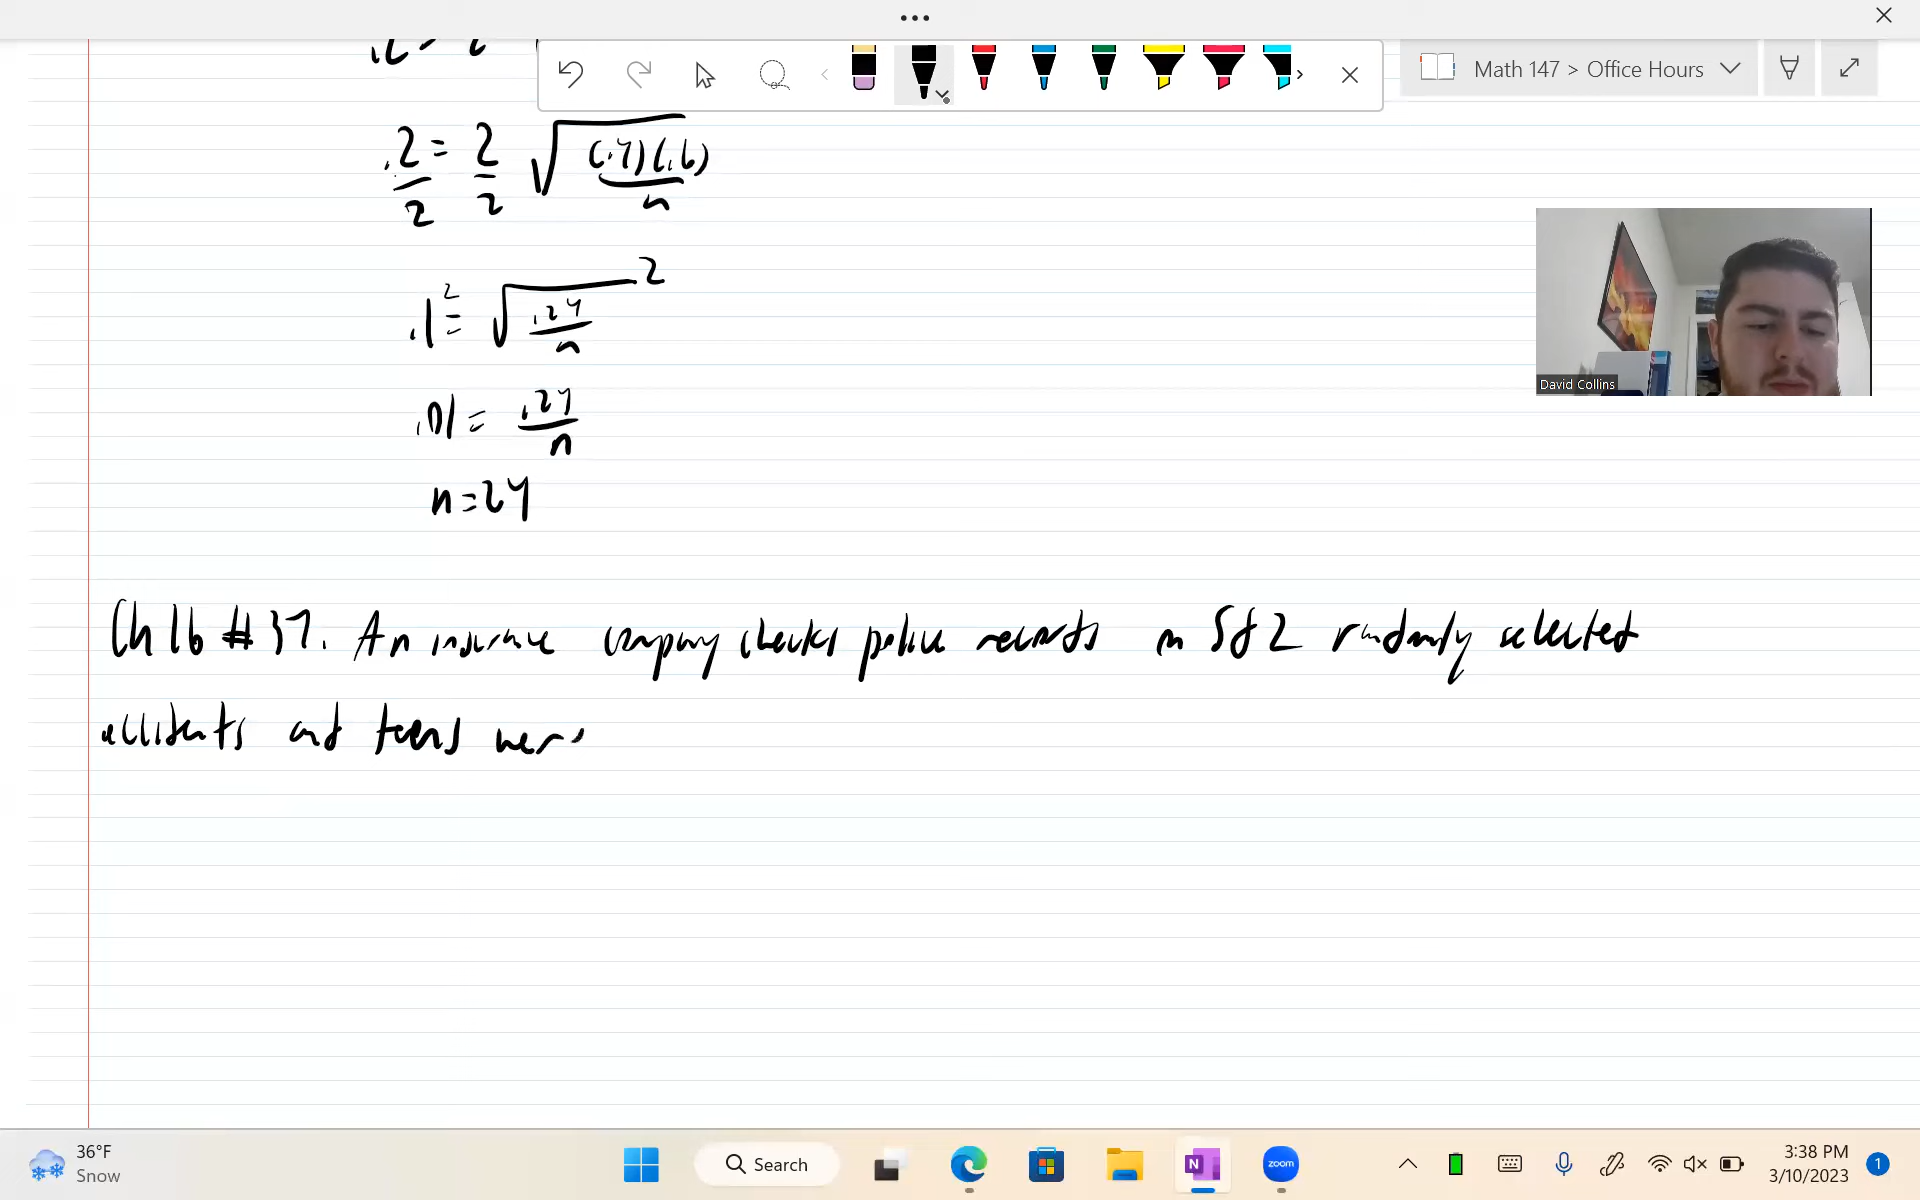 Math 147 > Office Hours
.2 = 2 √(.4)(.6)
2 2 n
.1² = √.24 ²
n
.01 = .24
n
n=24
David Collins
Ch 16 # 37. An insurance company checks police records on 582 randomly selected
accidents and teens were
36°F
Snow
Search
zoom
3:38 PM
3/10/2023
1